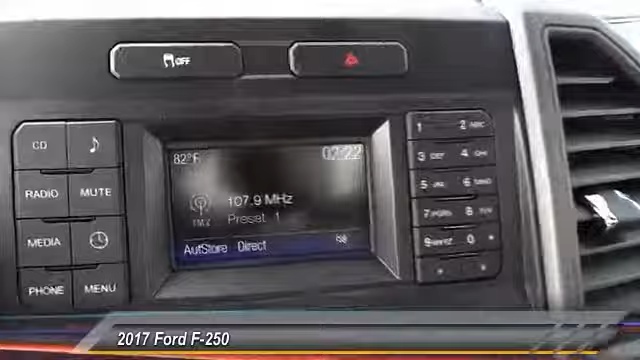 OFF
CD
RADIO MUTE
MEDIA
PHONE MENU
82°F 02:22
107.9 MHz
FM2 Preset 1
AutStore Direct
1 2 ABC
3 DEF 4 GHI
5 JKL 6 MNO
7 PQRS 8 TUV
9 WXYZ 0
* #
2017 Ford F-250